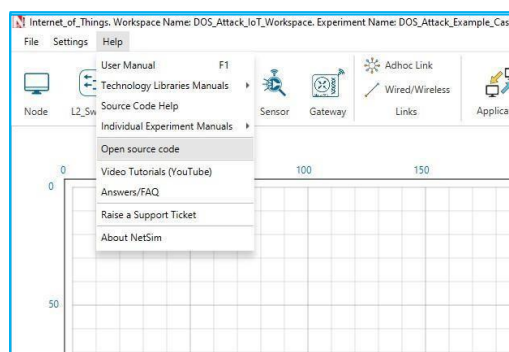 Internet_of_Things. Workspace Name: DOS_Attack_IoT_Workspace. Experiment Name: DOS_Attack_Example_Cas
File Settings Help
User Manual F1
Technology Libraries Manuals
Source Code Help
Individual Experiment Manuals
Open source code
Video Tutorials (YouTube)
Answers/FAQ
Raise a Support Ticket
About NetSim
Node
L2_Sw
Sensor
Gateway
Adhoc Link
Wired/Wireless
Links
Applica
0 100 150
0
50